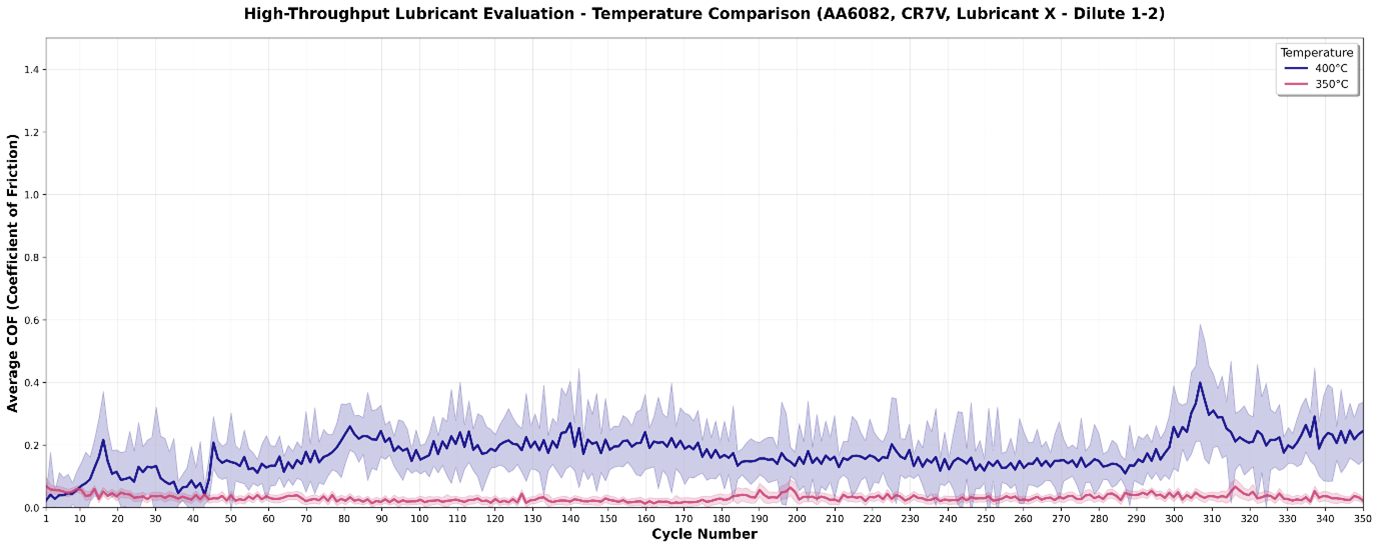 High-Throughput Lubricant Evaluation - Temperature Comparison (AA6082, CR7V, Lubricant X - Dilute 1-2)
Temperature
400°C
350°C
Average COF (Coefficient of Friction)
1.4
1.2
1.0
0.8
0.6
0.4
0.2
0.0
1 10 20 30 40 50 60 70 80 90 100 110 120 130 140 150 160 170 180 190 200 210 220 230 240 250 260 270 280 290 300 310 320 330 340 350
Cycle Number